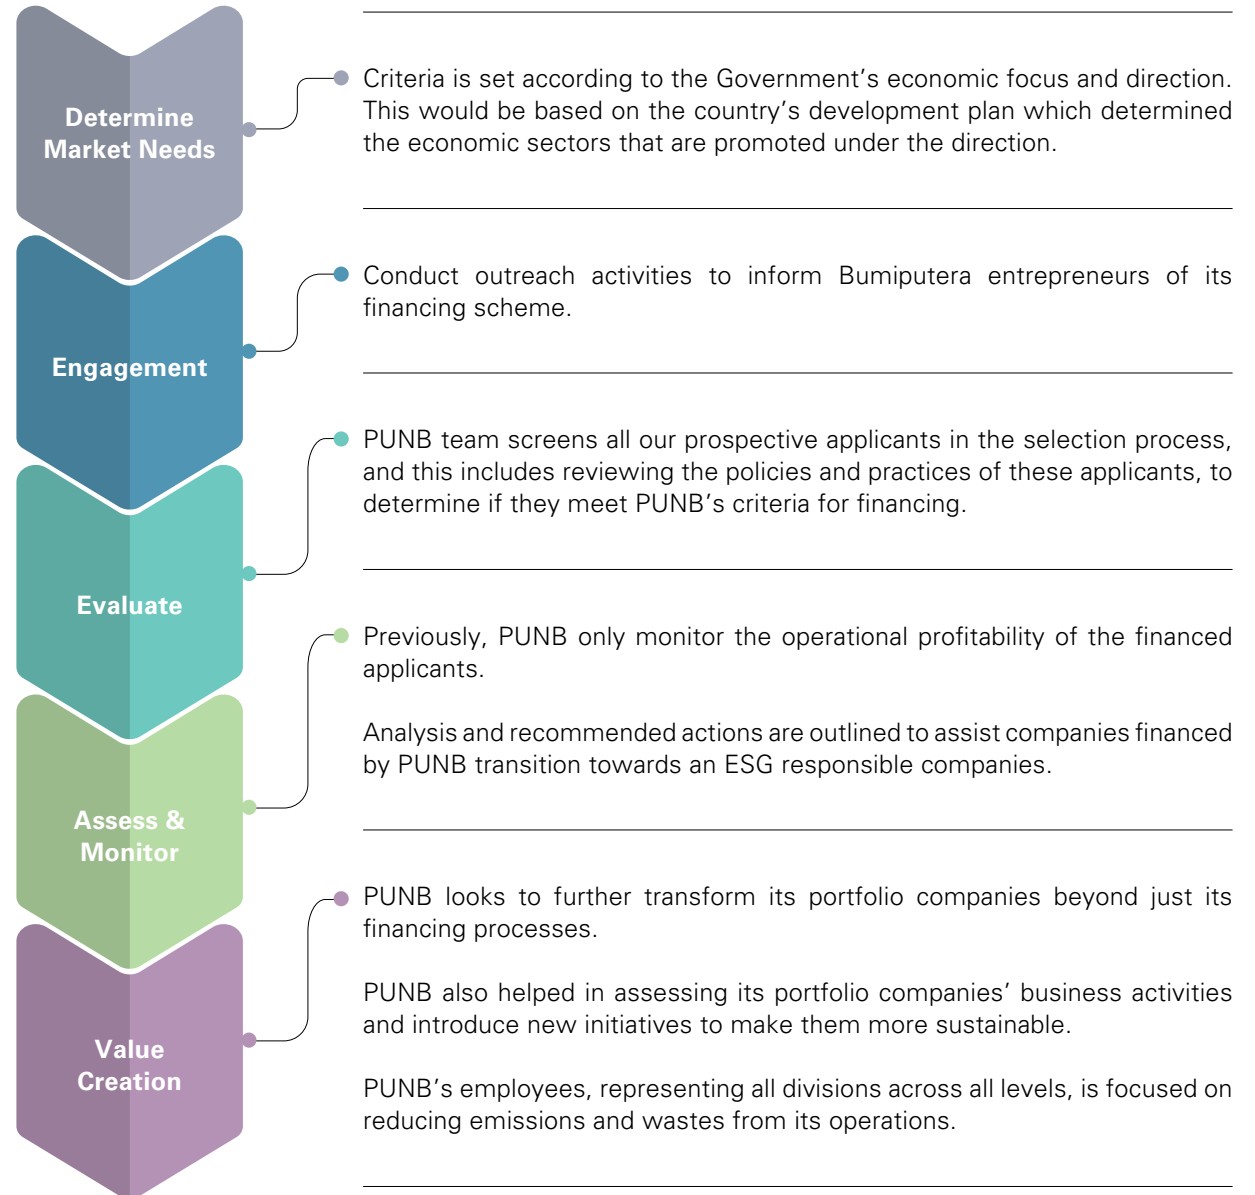 Determine
Market Needs
Criteria is set according to the Government’s economic focus and direction.
This would be based on the country’s development plan which determined
the economic sectors that are promoted under the direction.
Engagement
Conduct outreach activities to inform Bumiputera entrepreneurs of its
financing scheme.
Evaluate
PUNB team screens all our prospective applicants in the selection process,
and this includes reviewing the policies and practices of these applicants, to
determine if they meet PUNB’s criteria for financing.
Assess &
Monitor
Previously, PUNB only monitor the operational profitability of the financed
applicants.
Analysis and recommended actions are outlined to assist companies financed
by PUNB transition towards an ESG responsible companies.
Value
Creation
PUNB looks to further transform its portfolio companies beyond just its
financing processes.
PUNB also helped in assessing its portfolio companies’ business activities
and introduce new initiatives to make them more sustainable.
PUNB’s employees, representing all divisions across all levels, is focused on
reducing emissions and wastes from its operations.